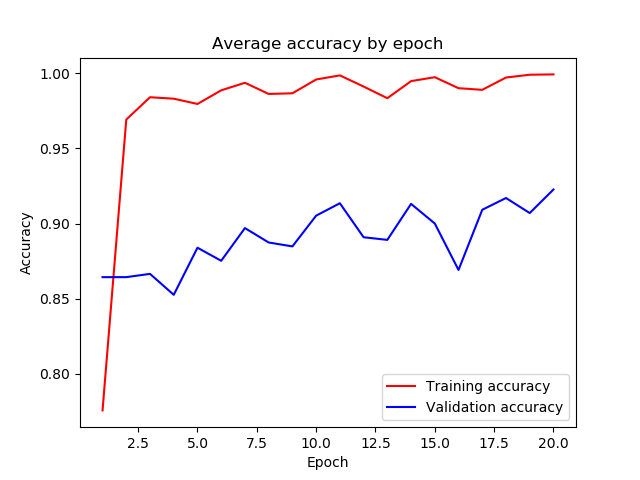 Average accuracy by epoch
1.00
0.95
0.90
0.85
0.80
Accuracy
Training accuracy
Validation accuracy
2.5 5.0 7.5 10.0 12.5 15.0 17.5 20.0
Epoch